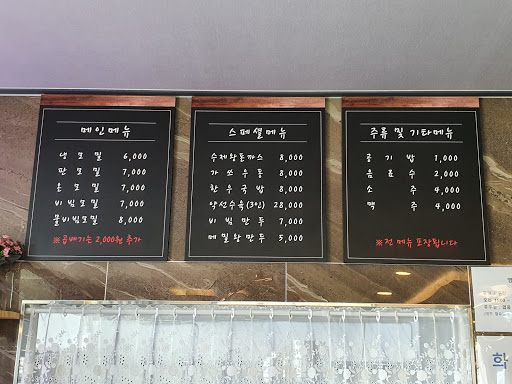 메인메뉴
냉모밀 6,000
판모밀 7,000
온모밀 7,000
비빔모밀 7,000
물비빔모밀 8,000
※곱빼기는 2,000원 추가
스페셜메뉴
수제왕돈까스 8,000
가쓰우동 8,000
한우국밥 8,000
약선수육(3인) 28,000
비빔만두 7,000
메밀왕만두 5,000
주류 및 기타메뉴
공기밥 1,000
음료수 2,000
소주 4,000
맥주 4,000
※전 메뉴 포장됩니다